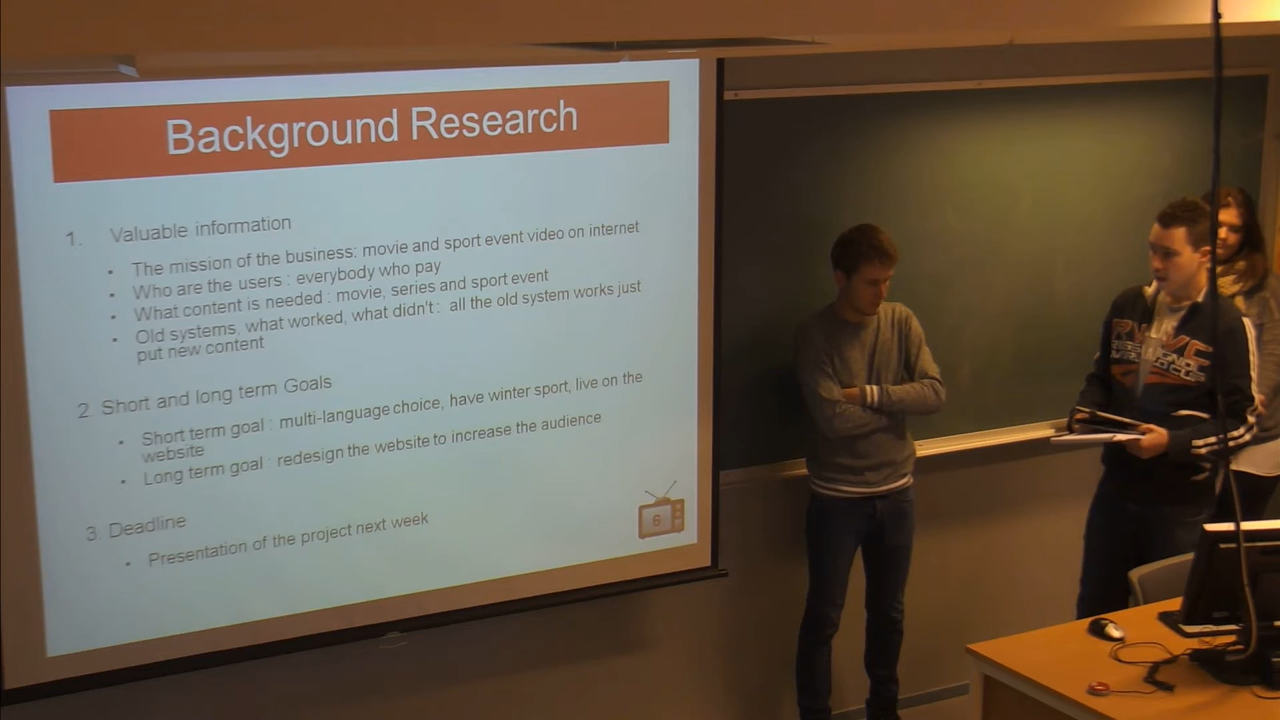 Background Research
1. Valuable information
• The mission of the business: movie and sport event video on internet
• Who are the users : everybody who pay
• What content is needed : movie, series and sport event
• Old systems, what worked, what didn't : all the old system works just
put new content
2. Short and long term Goals
• Short term goal : multi-language choice, have winter sport, live on the
website
• Long term goal : redesign the website to increase the audience
3. Deadline
• Presentation of the project next week
6